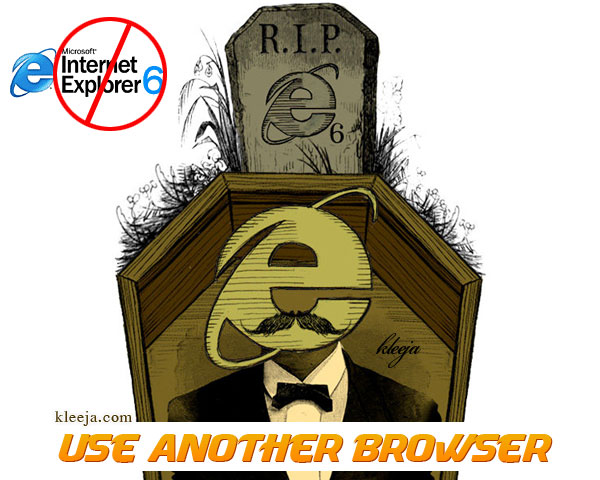 Microsoft®
Internet
Explorer 6
R.I.P.
6
kleeja
kleeja.com
USE ANOTHER BROWSER